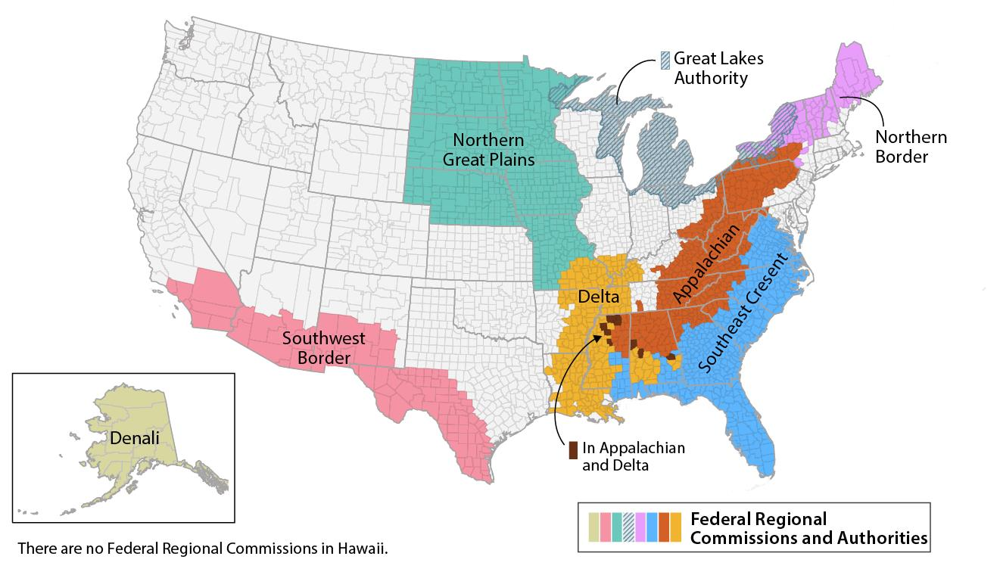 Great Lakes
Authority
Northern
Border
Northern
Great Plains
Appalachian
Southeast Cresent
Delta
Southwest
Border
Denali
In Appalachian
and Delta
Federal Regional
Commissions and Authorities
There are no Federal Regional Commissions in Hawaii.